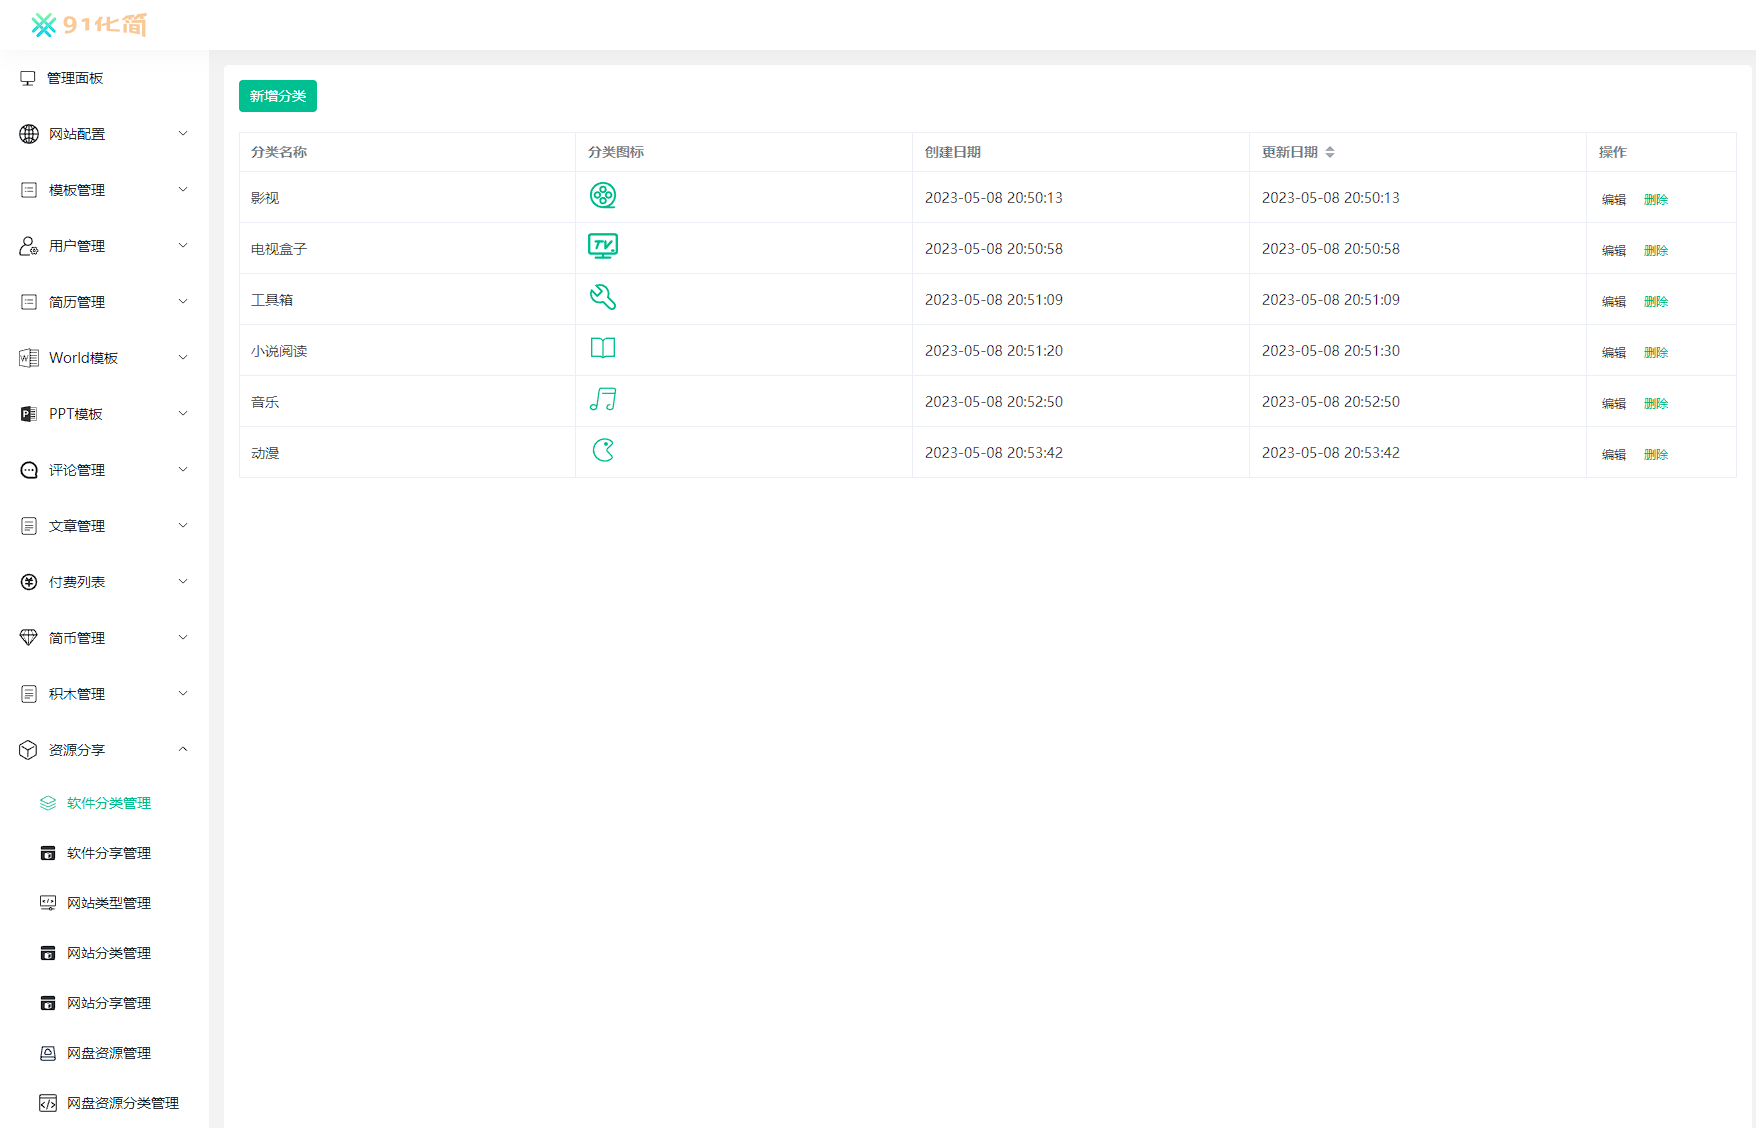 91化简
管理面板
网站配置
模板管理
用户管理
简历管理
World模板
PPT模板
评论管理
文章管理
付费列表
简币管理
积木管理
资源分享
软件分类管理
软件分享管理
网站类型管理
网站分类管理
网站分享管理
网盘资源管理
网盘资源分类管理
新增分类
分类名称 分类图标 创建日期 更新日期 操作
影视 2023-05-08 20:50:13 2023-05-08 20:50:13 编辑 删除
电视盒子 TV 2023-05-08 20:50:58 2023-05-08 20:50:58 编辑 删除
工具箱 2023-05-08 20:51:09 2023-05-08 20:51:09 编辑 删除
小说阅读 2023-05-08 20:51:20 2023-05-08 20:51:30 编辑 删除
音乐 2023-05-08 20:52:50 2023-05-08 20:52:50 编辑 删除
动漫 2023-05-08 20:53:42 2023-05-08 20:53:42 编辑 删除